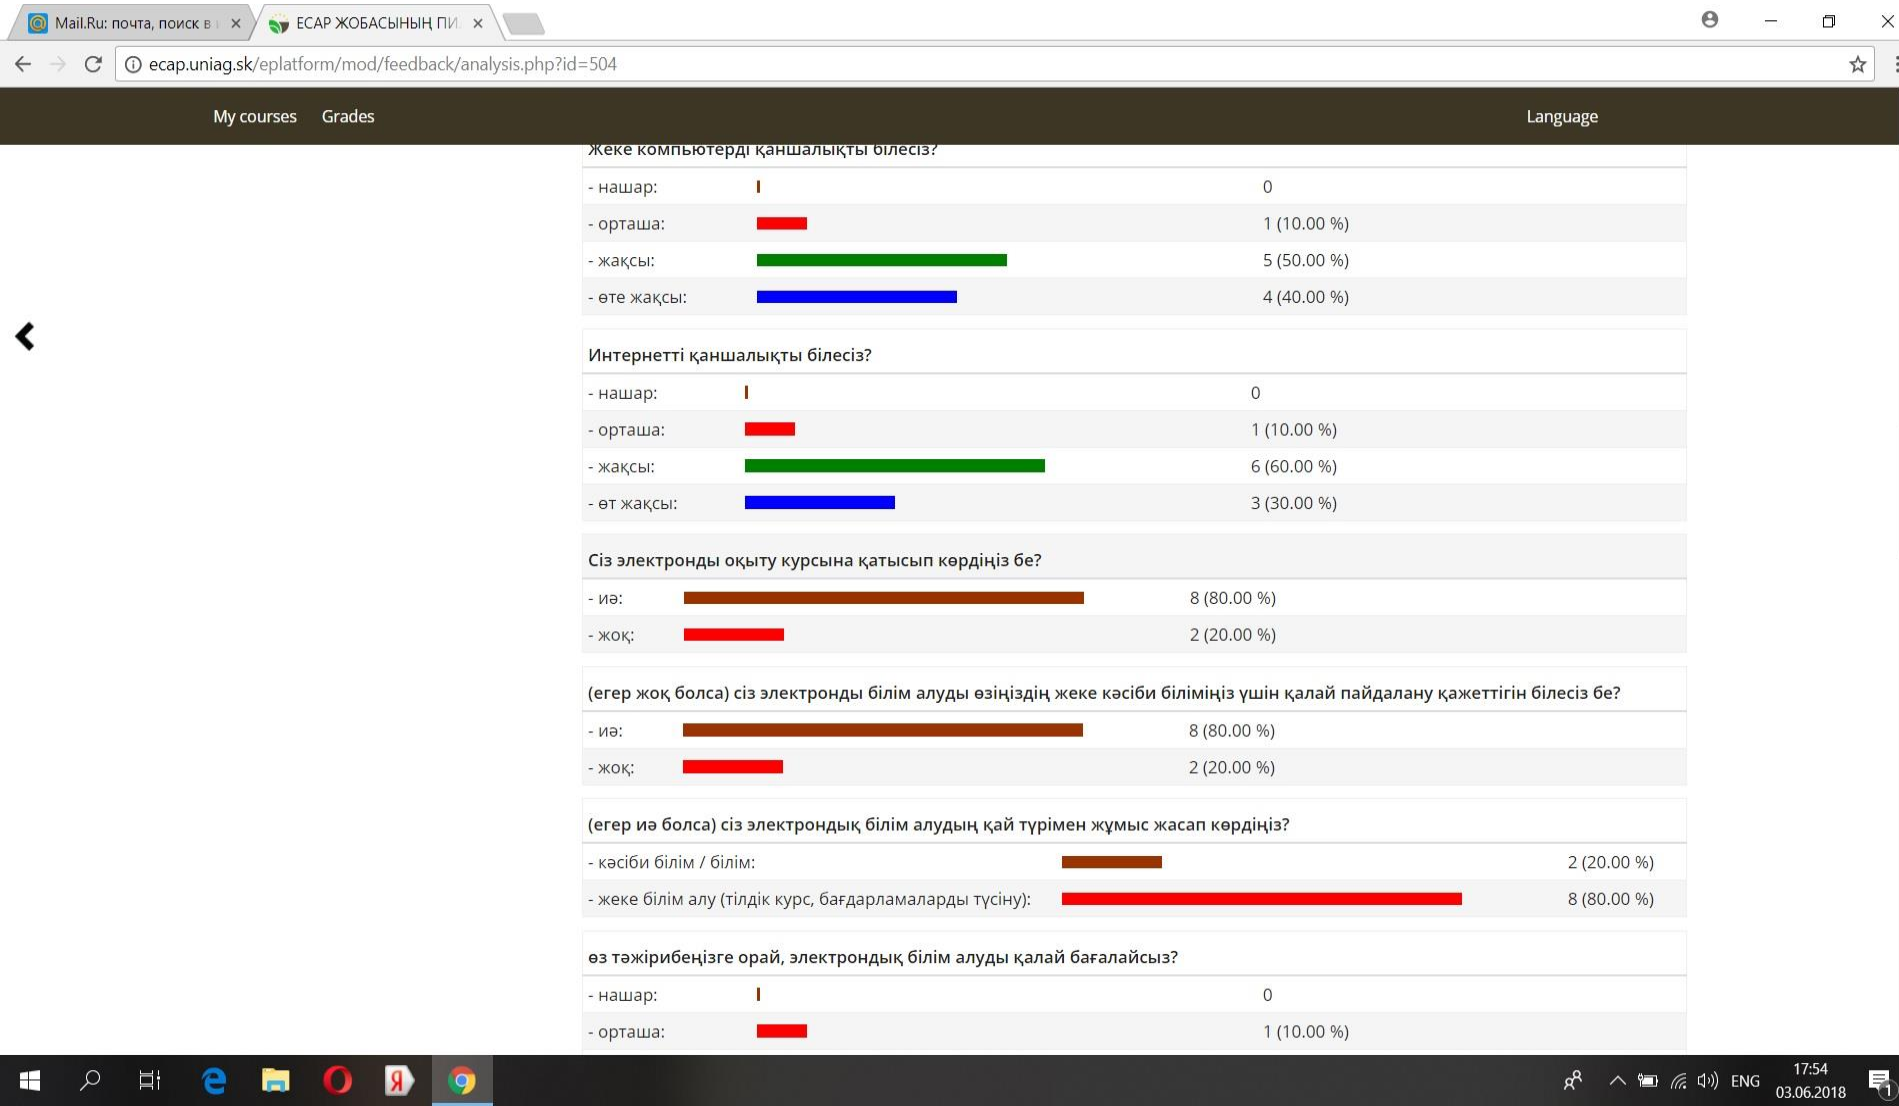 Mail.Ru: почта, поиск в
ЕСАР ЖОБАСЫНЫҢ ПИ
ecap.uniag.sk/eplatform/mod/feedback/analysis.php?id=504
My courses Grades Language
Жеке компьютерді қаншалықты білесіз?
- нашар: 0
- орташа: 1 (10.00 %)
- жақсы: 5 (50.00 %)
- өте жақсы: 4 (40.00 %)
Интернетті қаншалықты білесіз?
- нашар: 0
- орташа: 1 (10.00 %)
- жақсы: 6 (60.00 %)
- өт жақсы: 3 (30.00 %)
Сіз электронды оқыту курсына қатысып көрдіңіз бе?
- иә: 8 (80.00 %)
- жоқ: 2 (20.00 %)
(егер жоқ болса) сіз электронды білім алуды өзіңіздің жеке кәсіби біліміңіз үшін қалай пайдалану қажеттігін білесіз бе?
- иә: 8 (80.00 %)
- жоқ: 2 (20.00 %)
(егер иә болса) сіз электрондық білім алудың қай түрімен жұмыс жасап көрдіңіз?
- кәсіби білім / білім: 2 (20.00 %)
- жеке білім алу (тілдік курс, бағдарламаларды түсіну): 8 (80.00 %)
өз тәжірибеңізге орай, электрондық білім алуды қалай бағалайсыз?
- нашар: 0
- орташа: 1 (10.00 %)
ENG
17:54
03.06.2018
1